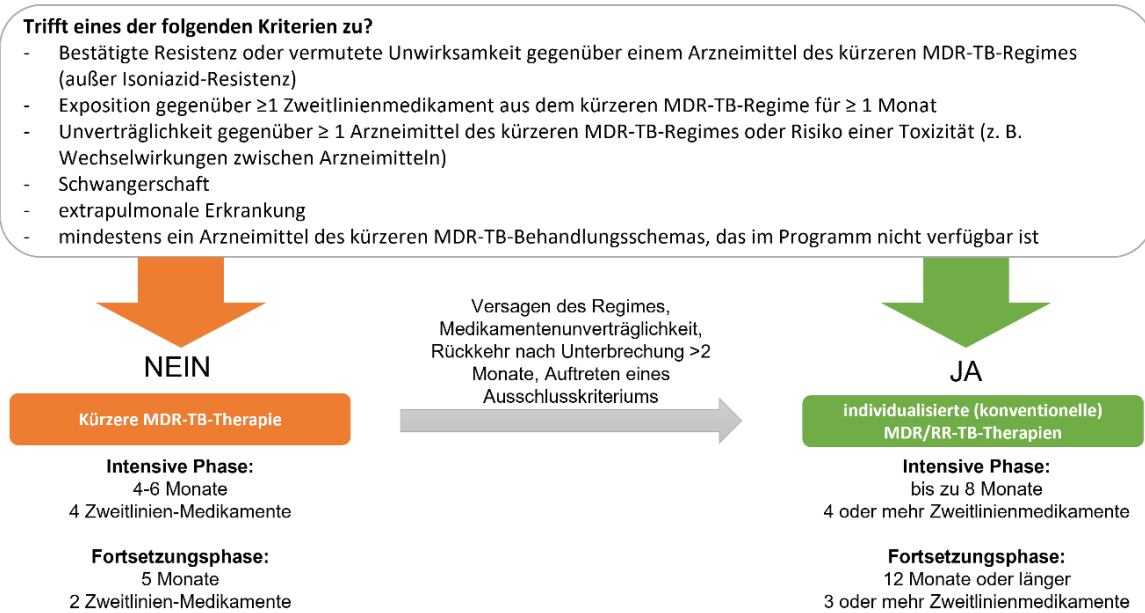 Trifft eines der folgenden Kriterien zu?
- Bestätigte Resistenz oder vermutete Unwirksamkeit gegenüber einem Arzneimittel des kürzeren MDR-TB-Regimes
(außer Isoniazid-Resistenz)
- Exposition gegenüber ≥1 Zweitlinienmedikament aus dem kürzeren MDR-TB-Regime für ≥ 1 Monat
- Unverträglichkeit gegenüber ≥ 1 Arzneimittel des kürzeren MDR-TB-Regimes oder Risiko einer Toxizität (z. B.
Wechselwirkungen zwischen Arzneimitteln)
- Schwangerschaft
- extrapulmonale Erkrankung
- mindestens ein Arzneimittel des kürzeren MDR-TB-Behandlungsschemas, das im Programm nicht verfügbar ist
NEIN
Kürzere MDR-TB-Therapie
Intensive Phase:
4-6 Monate
4 Zweitlinien-Medikamente
Fortsetzungsphase:
5 Monate
2 Zweitlinien-Medikamente
Versagen des Regimes,
Medikamentenunverträglichkeit,
Rückkehr nach Unterbrechung >2
Monate, Auftreten eines
Ausschlusskriteriums
JA
individualisierte (konventionelle)
MDR/RR-TB-Therapien
Intensive Phase:
bis zu 8 Monate
4 oder mehr Zweitlinienmedikamente
Fortsetzungsphase:
12 Monate oder länger
3 oder mehr Zweitlinienmedikamente